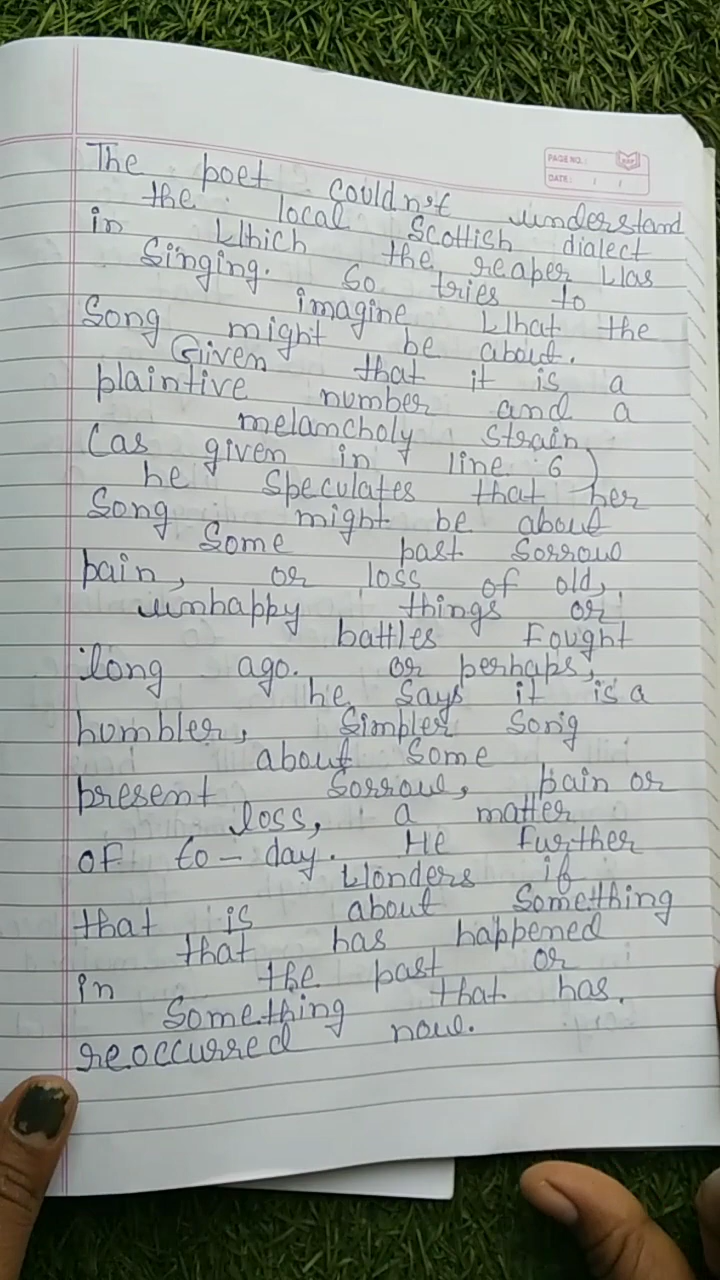 PAGE NO.:
DATE: / /
The poet could not understand
the local Scottish dialect
in Which the reaper Was
Singing. So tries to
imagine What the
Song might be about.
Given that it is a
plaintive number and a
melancholy strain
(as given in line 6)
he speculates that her
Song might be about
Some past Sorrow
pain, or loss of old,
unhappy things or
battles Fought
long ago. or perhaps,
he says it is a
humbler, Simpler Song
about Some
present Sorrow, pain or
loss, a matter
of to-day. He Further
Wonders if
that is about Something
that has happened
in the past or
Something that has.
reoccurred now.